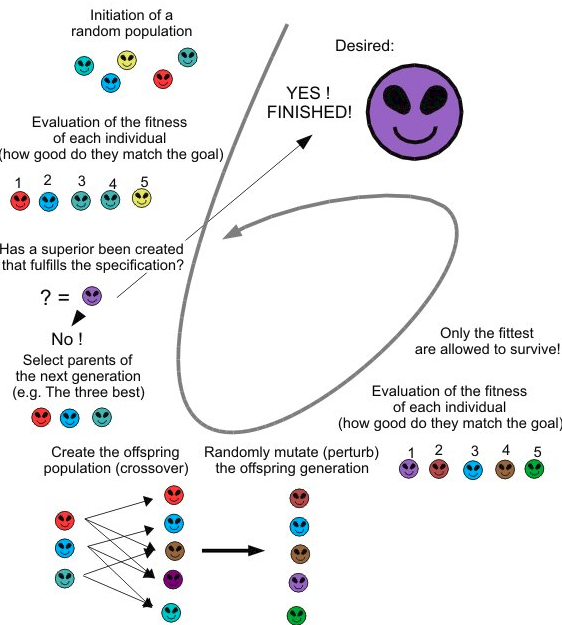 Initiation of a
random population
Desired:
YES !
FINISHED!
Evaluation of the fitness
of each individual
(how good do they match the goal)
1 2 3 4 5
Has a superior been created
that fulfills the specification?
? =
No !
Select parents of
the next generation
(e.g. The three best)
Only the fittest
are allowed to survive!
Evaluation of the fitness
of each individual
(how good do they match the goal)
1 2 3 4 5
Create the offspring
population (crossover)
Randomly mutate (perturb)
the offspring generation